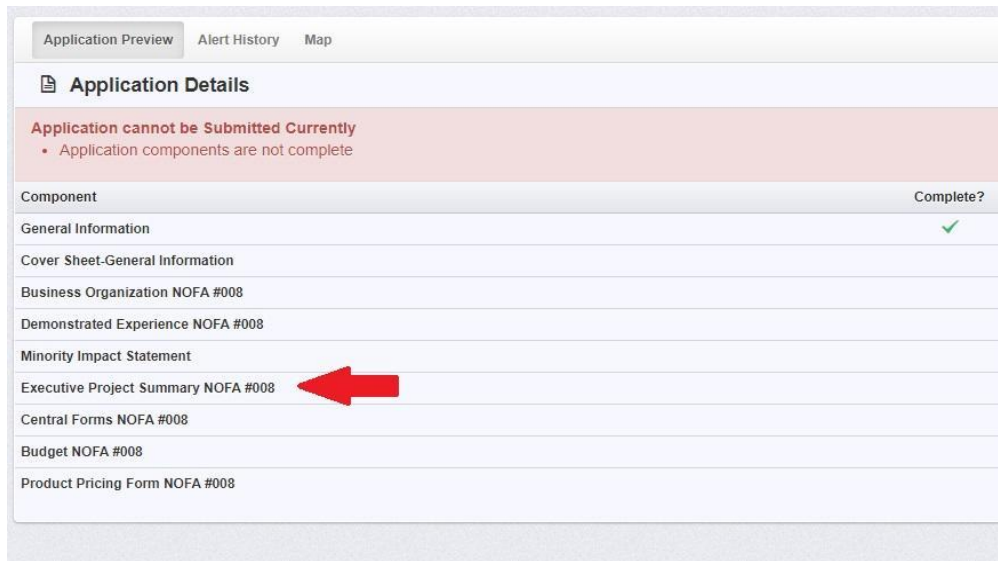 Application Preview Alert History Map
Application Details
Application cannot be Submitted Currently
• Application components are not complete
Component Complete?
General Information
Cover Sheet-General Information
Business Organization NOFA #008
Demonstrated Experience NOFA #008
Minority Impact Statement
Executive Project Summary NOFA #008
Central Forms NOFA #008
Budget NOFA #008
Product Pricing Form NOFA #008